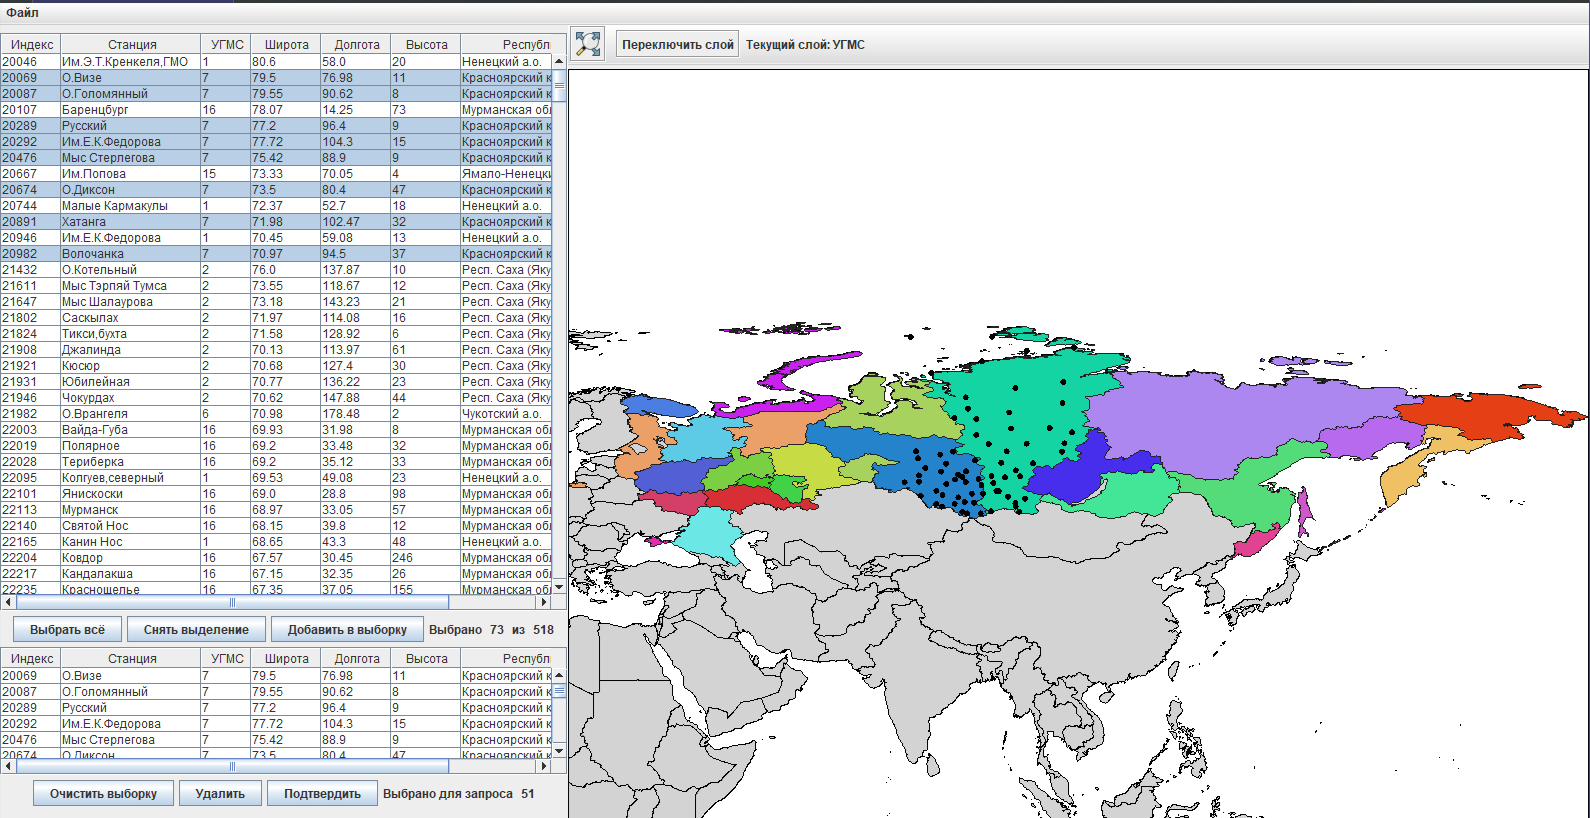 Файл
Переключить слой Текущий слой: УГМС
Индекс Станция УГМС Широта Долгота Высота Республ
20046 Им.Э.Т.Кренкеля,ГМО 1 80.6 58.0 20 Ненецкий а.о.
20069 О.Визе 7 79.5 76.98 11 Красноярский к
20087 О.Голомянный 7 79.55 90.62 8 Красноярский к
20107 Баренцбург 16 78.07 14.25 73 Мурманская обл
20289 Русский 7 77.2 96.4 9 Красноярский к
20292 Им.Е.К.Федорова 7 77.72 104.3 15 Красноярский к
20476 Мыс Стерлегова 7 75.42 88.9 9 Красноярский к
20667 Им.Попова 15 73.33 70.05 4 Ямало-Ненецки
20674 О.Диксон 7 73.5 80.4 47 Красноярский к
20744 Малые Кармакулы 1 72.37 52.7 18 Ненецкий а.о.
20891 Хатанга 7 71.98 102.47 32 Красноярский к
20946 Им.Е.К.Федорова 1 70.45 59.08 13 Ненецкий а.о.
20982 Волочанка 7 70.97 94.5 37 Красноярский к
21432 О.Котельный 2 76.0 137.87 10 Респ. Саха (Яку
21611 Мыс Тэрпяй Тумса 2 73.55 118.67 12 Респ. Саха (Яку
21647 Мыс Шалаурова 2 73.18 143.23 21 Респ. Саха (Яку
21802 Саскылах 2 71.97 114.08 16 Респ. Саха (Яку
21824 Тикси,бухта 2 71.58 128.92 6 Респ. Саха (Яку
21908 Джалинда 2 70.13 113.97 61 Респ. Саха (Яку
21921 Кюсюр 2 70.68 127.4 30 Респ. Саха (Яку
21931 Юбилейная 2 70.77 136.22 23 Респ. Саха (Яку
21946 Чокурдах 2 70.62 147.88 44 Респ. Саха (Яку
21982 О.Врангеля 6 70.98 178.48 2 Чукотский а.о.
22003 Вайда-Губа 16 69.93 31.98 8 Мурманская обл
22019 Полярное 16 69.2 33.48 32 Мурманская обл
22028 Териберка 16 69.2 35.12 33 Мурманская обл
22095 Колгуев,северный 1 69.53 49.08 23 Ненецкий а.о.
22101 Янискоски 16 69.0 28.8 98 Мурманская обл
22113 Мурманск 16 68.97 33.05 57 Мурманская обл
22140 Святой Нос 16 68.15 39.8 12 Мурманская обл
22165 Канин Нос 1 68.65 43.3 48 Ненецкий а.о.
22204 Ковдор 16 67.57 30.45 246 Мурманская обл
22217 Кандалакша 16 67.15 32.35 26 Мурманская обл
22235 Краснощелье 16 67.35 37.05 155 Мурманская обл
Выбрать всё Снять выделение Добавить в выборку Выбрано 73 из 518
Индекс Станция УГМС Широта Долгота Высота Республ
20069 О.Визе 7 79.5 76.98 11 Красноярский к
20087 О.Голомянный 7 79.55 90.62 8 Красноярский к
20289 Русский 7 77.2 96.4 9 Красноярский к
20292 Им.Е.К.Федорова 7 77.72 104.3 15 Красноярский к
20476 Мыс Стерлегова 7 75.42 88.9 9 Красноярский к
20674 О.Диксон 7 73.5 80.4 47 Красноярский к
Очистить выборку Удалить Подтвердить Выбрано для запроса 51